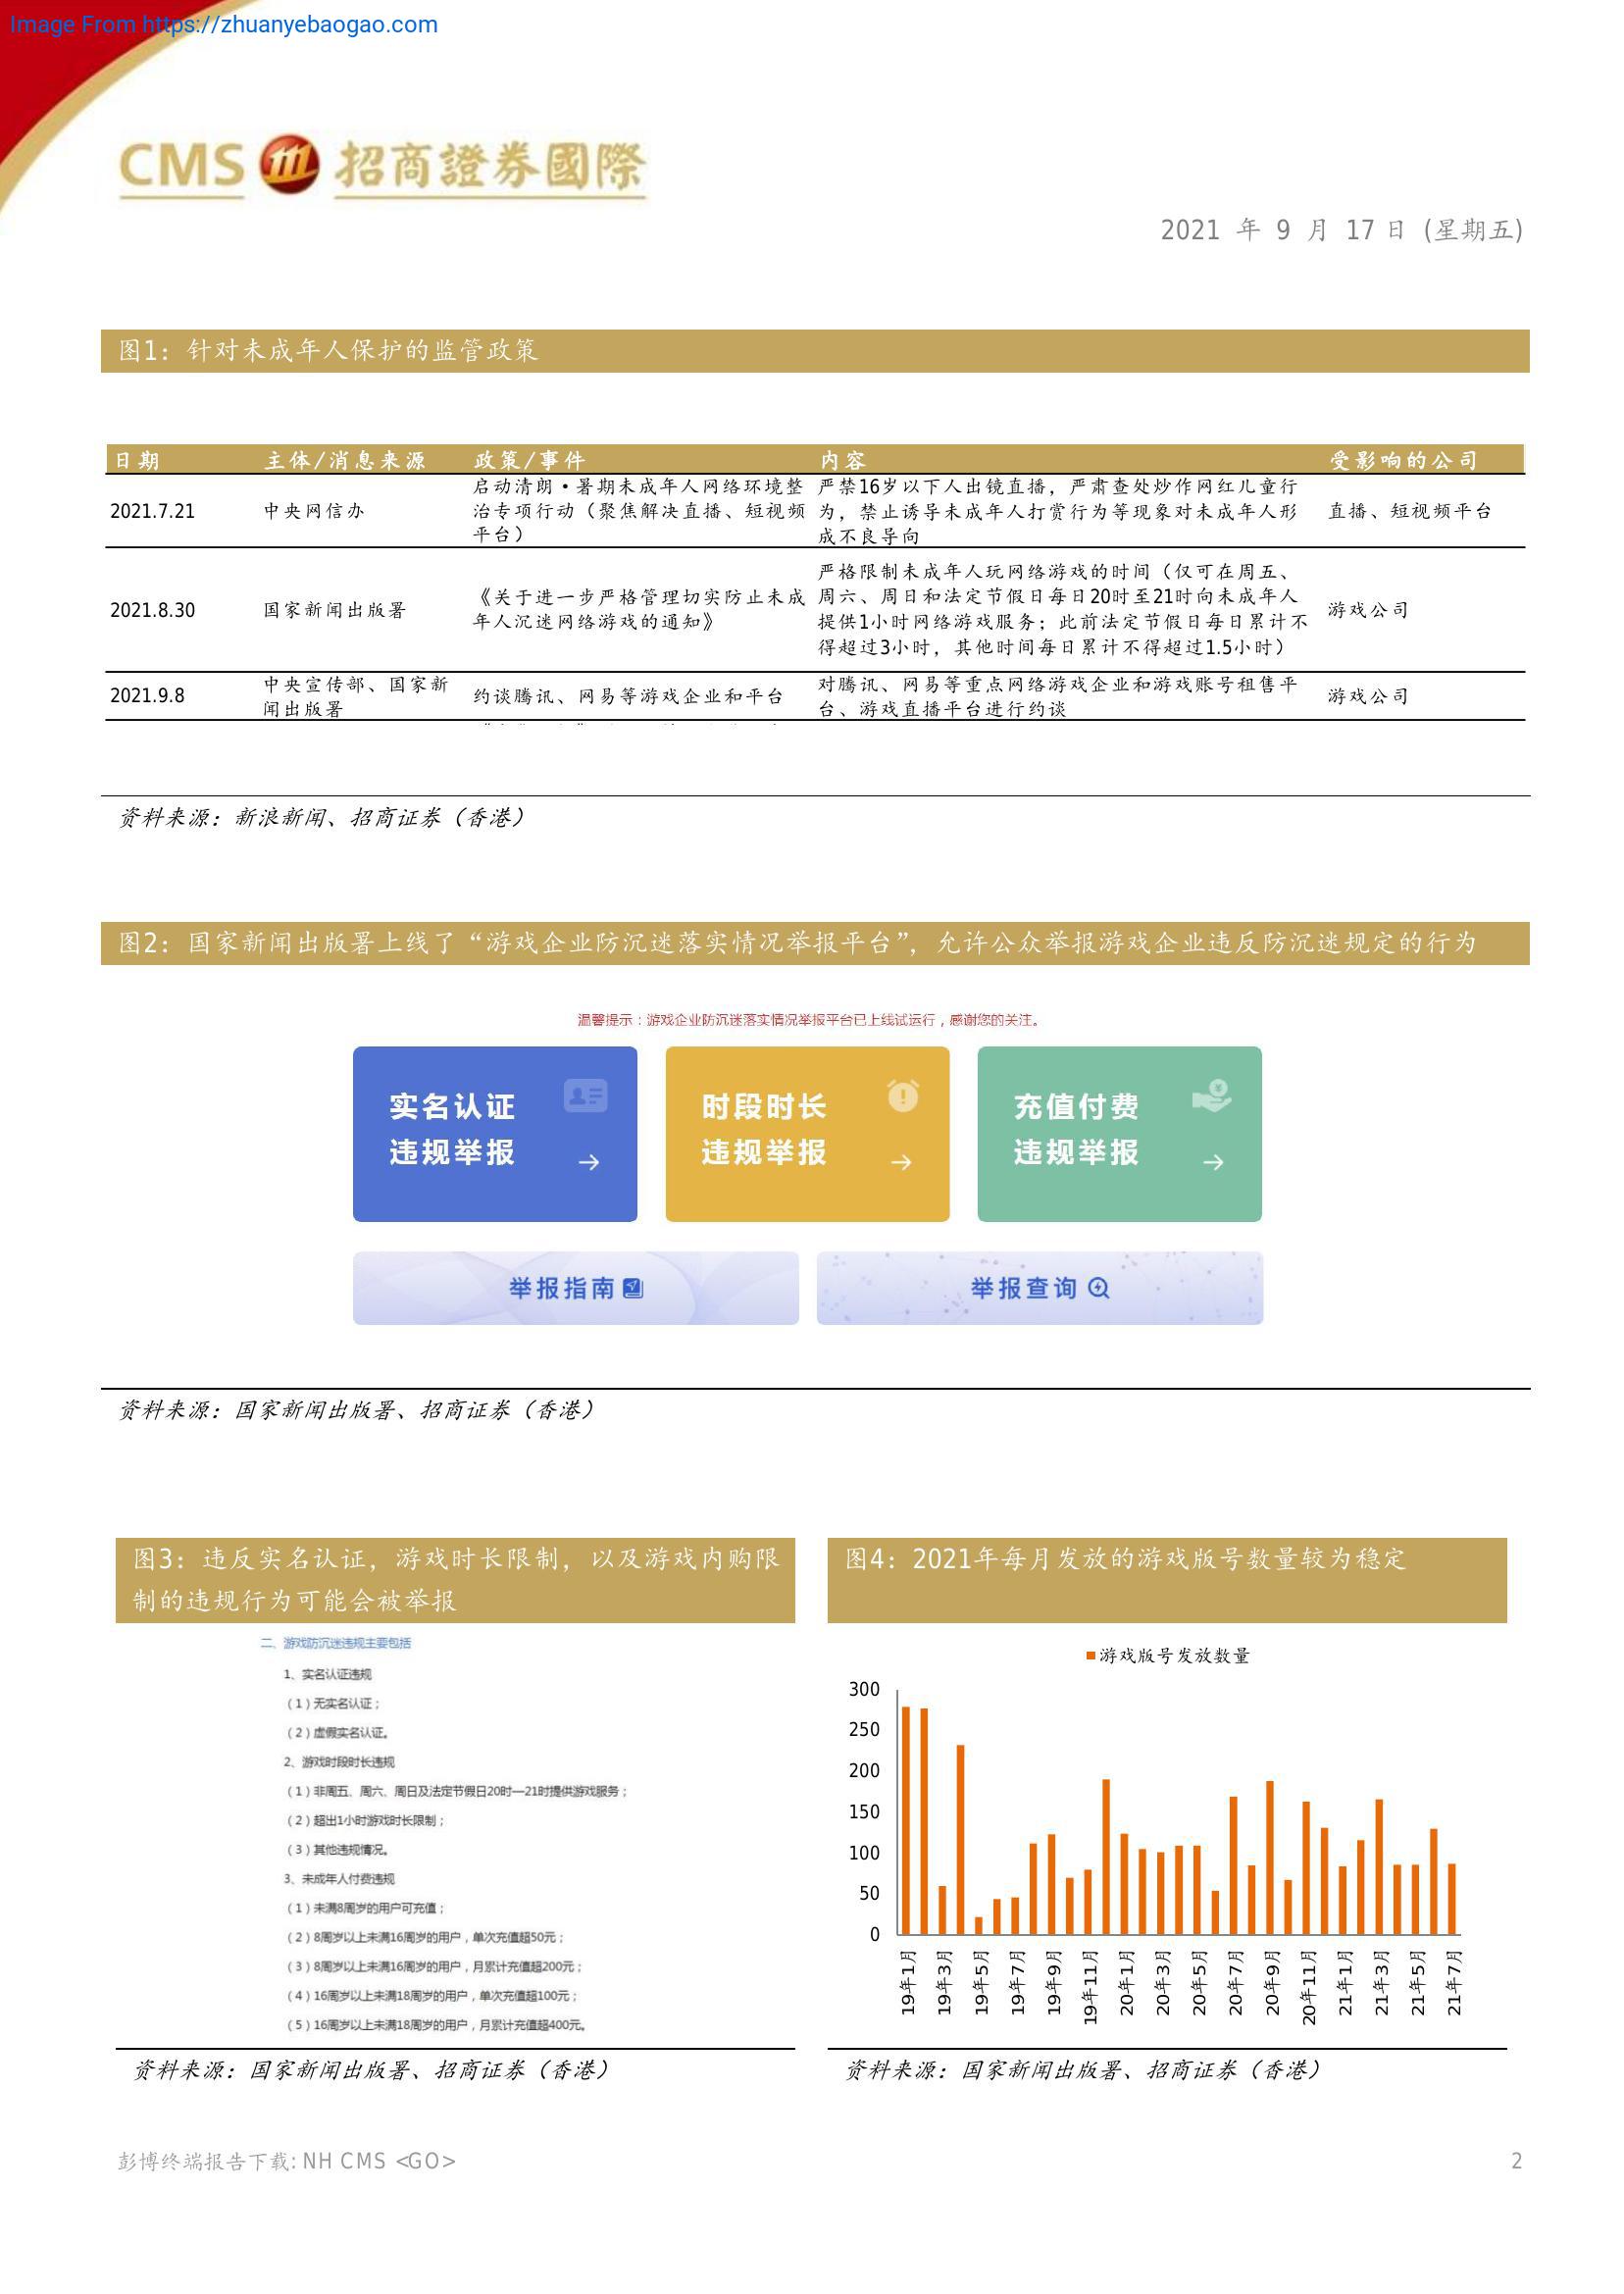 Image From https://zhuanyebaogao.com
CMS 招商證券國際
2021 年 9 月 17 日 (星期五)
图1：针对未成年人保护的监管政策
日期 主体/消息来源 政策/事件 内容 受影响的公司
2021.7.21 中央网信办
启动清朗·暑期未成年人网络环境整
治专项行动（聚焦解决直播、短视频
平台）
严禁16岁以下人出镜直播，严肃查处炒作网红儿童行
为，禁止诱导未成年人打赏行为等现象对未成年人形
成不良导向
直播、短视频平台
2021.8.30 国家新闻出版署
《关于进一步严格管理切实防止未成
年人沉迷网络游戏的通知》
严格限制未成年人玩网络游戏的时间（仅可在周五、
周六、周日和法定节假日每日20时至21时向未成年人
提供1小时网络游戏服务；此前法定节假日每日累计不
得超过3小时，其他时间每日累计不得超过1.5小时）
游戏公司
2021.9.8
中央宣传部、国家新
闻出版署
约谈腾讯、网易等游戏企业和平台
对腾讯、网易等重点网络游戏企业和游戏账号租售平
台、游戏直播平台进行约谈
游戏公司
资料来源：新浪新闻、招商证券（香港）
图2：国家新闻出版署上线了“游戏企业防沉迷落实情况举报平台”，允许公众举报游戏企业违反防沉迷规定的行为
温馨提示：游戏企业防沉迷落实情况举报平台已上线试运行，感谢您的关注。
实名认证
违规举报
时段时长
违规举报
充值付费
违规举报
举报指南
举报查询
资料来源：国家新闻出版署、招商证券（香港）
图3：违反实名认证，游戏时长限制，以及游戏内购限
制的违规行为可能会被举报
二、游戏防沉迷违规主要包括
1、实名认证违规
（1）无实名认证；
（2）虚假实名认证。
2、游戏时段时长违规
（1）非周五、周六、周日及法定节假日20时—21时提供游戏服务；
（2）超出1小时游戏时长限制；
（3）其他违规情况。
3、未成年人付费违规
（1）未满8周岁的用户可充值；
（2）8周岁以上未满16周岁的用户，单次充值超50元；
（3）8周岁以上未满16周岁的用户，月累计充值超200元；
（4）16周岁以上未满18周岁的用户，单次充值超100元；
（5）16周岁以上未满18周岁的用户，月累计充值超400元。
资料来源：国家新闻出版署、招商证券（香港）
图4：2021年每月发放的游戏版号数量较为稳定
游戏版号发放数量
300
250
200
150
100
50
0
19年1月
19年3月
19年5月
19年7月
19年9月
19年11月
20年1月
20年3月
20年5月
20年7月
20年9月
20年11月
21年1月
21年3月
21年5月
21年7月
资料来源：国家新闻出版署、招商证券（香港）
彭博终端报告下载: NH CMS <GO>
2